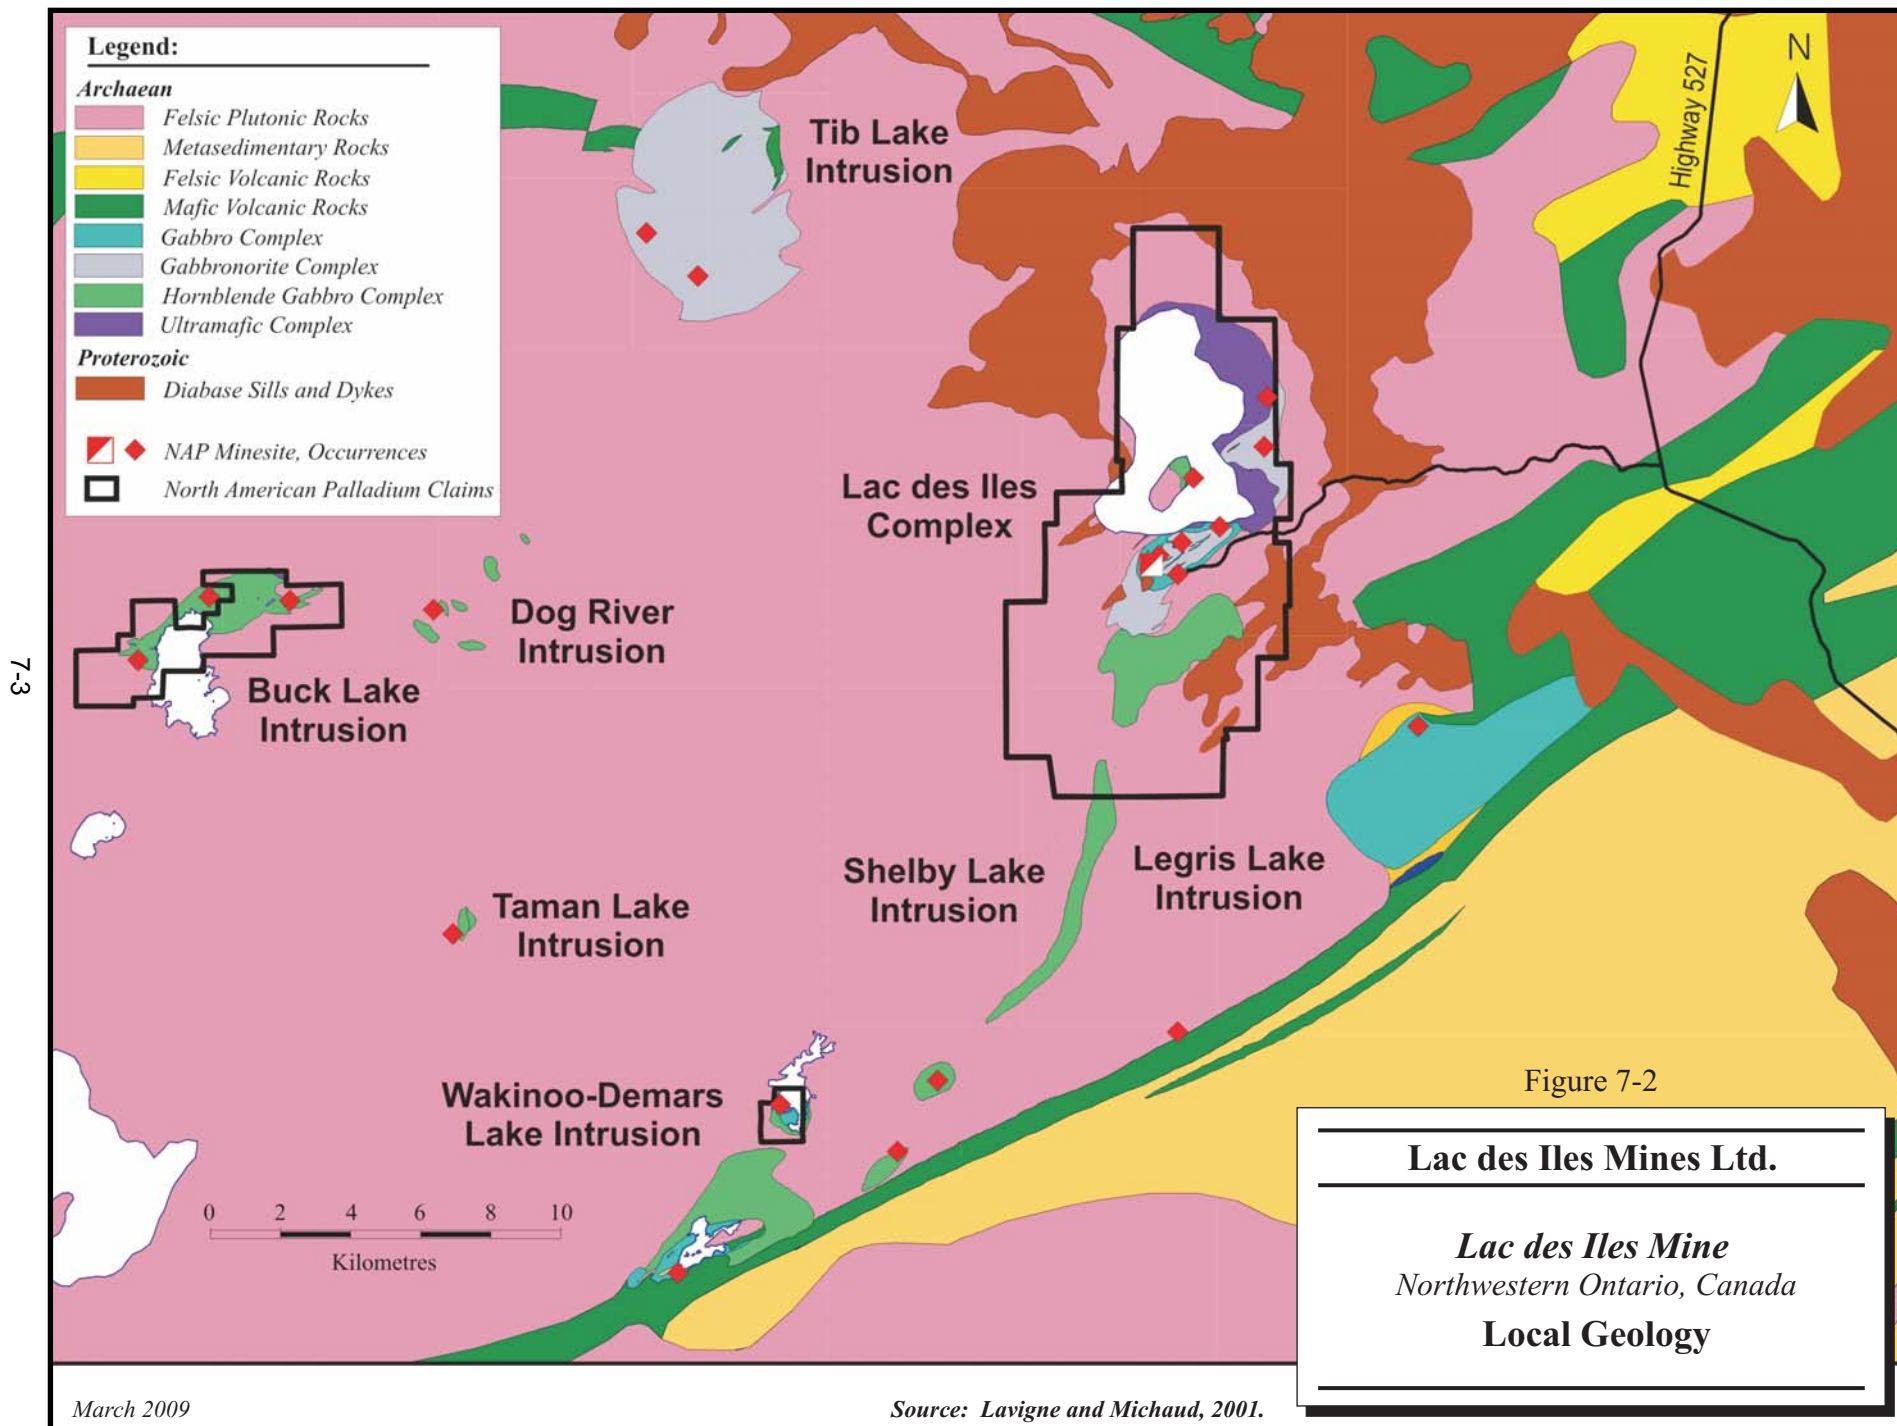 Legend:
Archaean
Felsic Plutonic Rocks
Metasedimentary Rocks
Felsic Volcanic Rocks
Mafic Volcanic Rocks
Gabbro Complex
Gabbronorite Complex
Hornblende Gabbro Complex
Ultramafic Complex
Proterozoic
Diabase Sills and Dykes
NAP Minesite, Occurrences
North American Palladium Claims
Tib Lake
Intrusion
Highway 527
N
Lac des Iles
Complex
Dog River
Intrusion
Buck Lake
Intrusion
7-3
Shelby Lake
Intrusion
Legris Lake
Intrusion
Taman Lake
Intrusion
Wakinoo-Demars
Lake Intrusion
0 2 4 6 8 10
Kilometres
Figure 7-2
Lac des Iles Mines Ltd.
Lac des Iles Mine
Northwestern Ontario, Canada
Local Geology
March 2009
Source: Lavigne and Michaud, 2001.